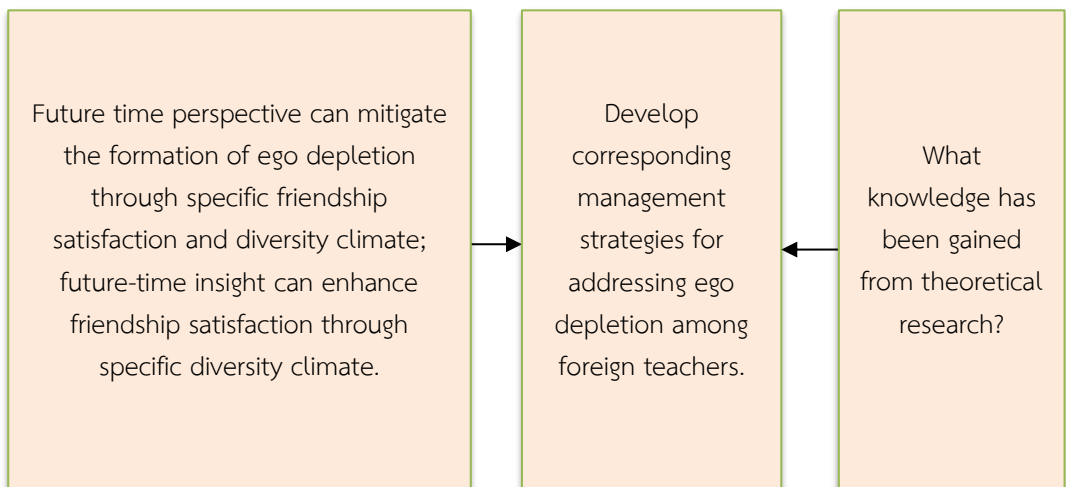 Future time perspective can mitigate
the formation of ego depletion
through specific friendship
satisfaction and diversity climate;
future-time insight can enhance
friendship satisfaction through
specific diversity climate.
Develop
corresponding
management
strategies for
addressing ego
depletion among
foreign teachers.
What
knowledge has
been gained
from theoretical
research?